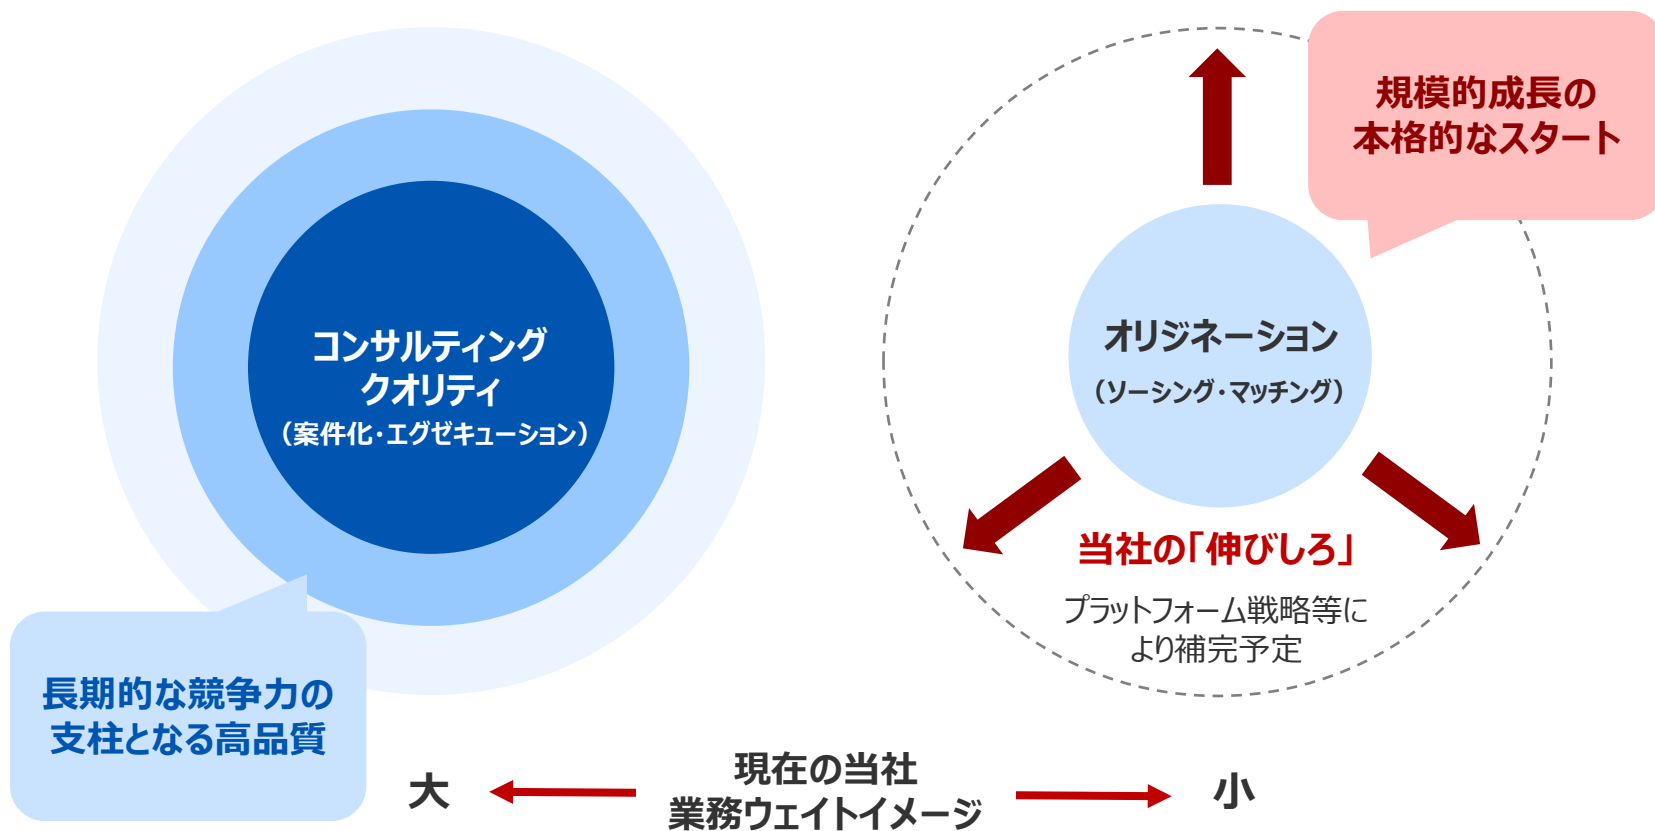 規模的成長の
本格的なスタート
コンサルティング
クオリティ
（案件化・エグゼキューション）
オリジネーション
（ソーシング・マッチング）
当社の「伸びしろ」
プラットフォーム戦略等に
より補完予定
長期的な競争力の
支柱となる高品質
大
現在の当社
業務ウェイトイメージ
小